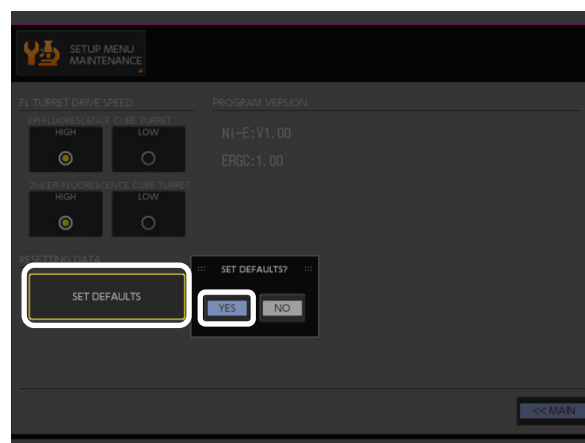 SETUP MENU
MAINTENANCE
FL TURRET DRIVE SPEED
EPI-FLUORESCENCE CUBE TURRET
HIGH
LOW
2nd EPI-FLUORESCENCE CUBE TURRET
HIGH
LOW
PROGRAM VERSION
Ni-E:V1.00
ERGC:1.00
RESETTING DATA
SET DEFAULTS
SET DEFAULTS?
YES
NO
<< MAIN